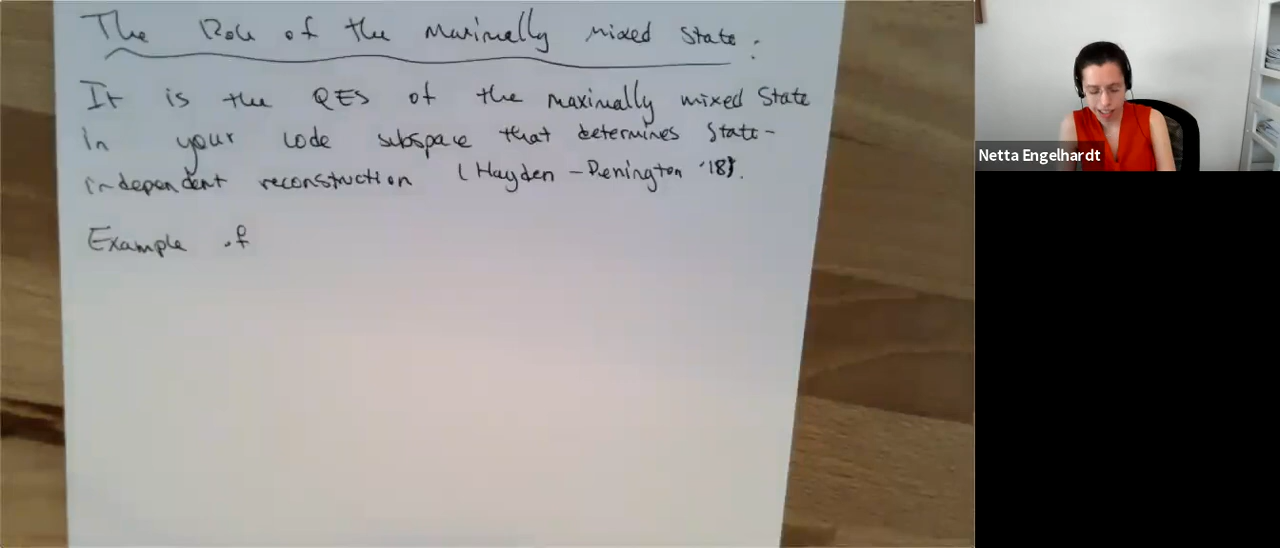 The Role of the maximally mixed state:
It is the QES of the maximally mixed State
in your code subspace that determines State-
independent reconstruction (Hayden-Penington '18).
Example of
Netta Engelhardt